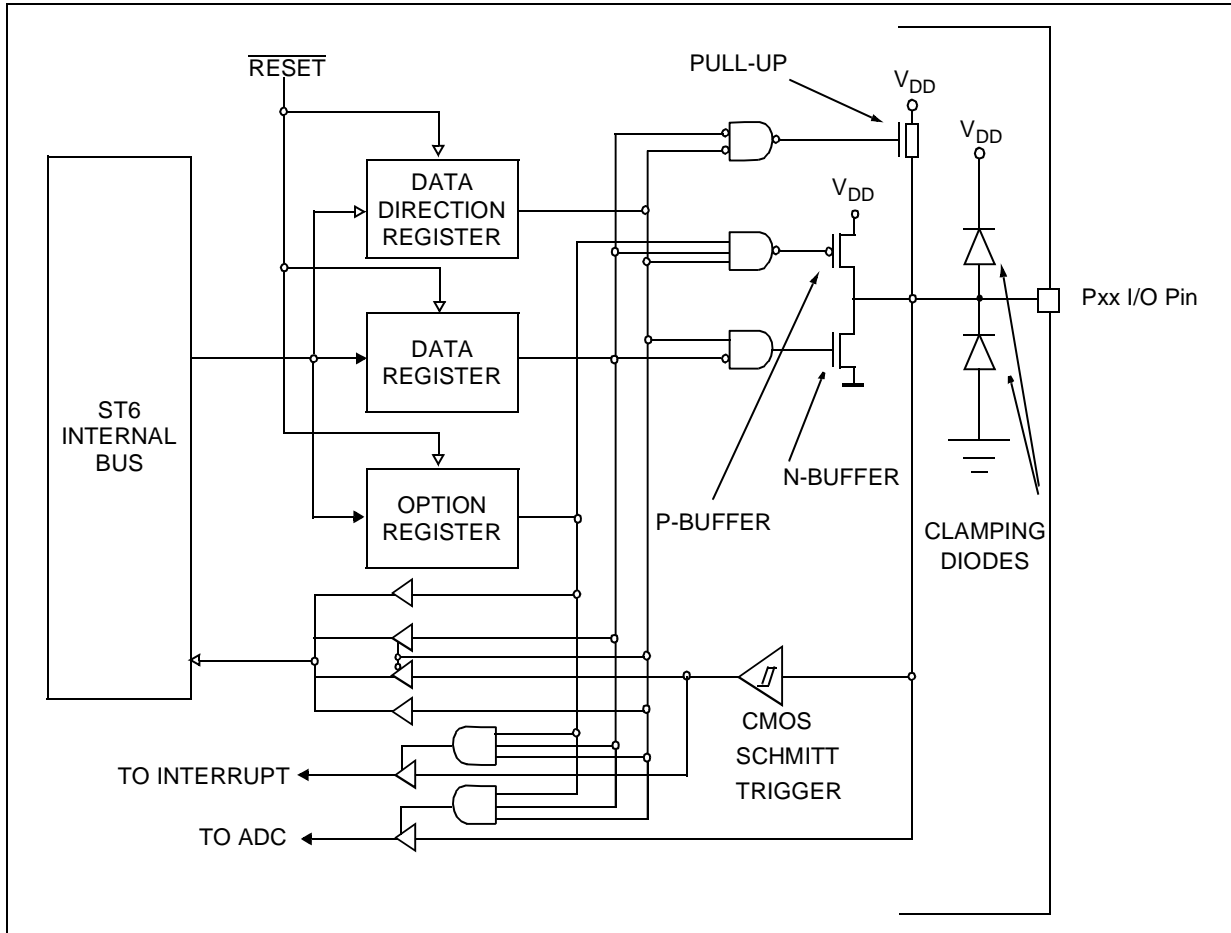 RESET
PULL-UP
VDD
VDD
VDD
DATA
DIRECTION
REGISTER
DATA
REGISTER
OPTION
REGISTER
ST6
INTERNAL
BUS
Pxx I/O Pin
N-BUFFER
P-BUFFER
CLAMPING
DIODES
CMOS
SCHMITT
TRIGGER
TO INTERRUPT
TO ADC